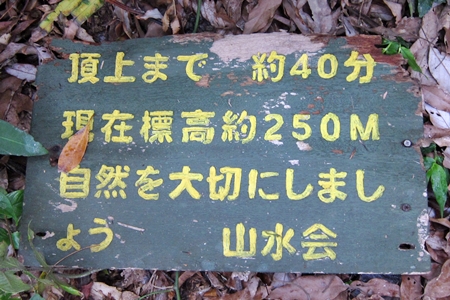 頂上まで 約40分
現在標高約250M
自然を大切にしまし
ょう 山水会